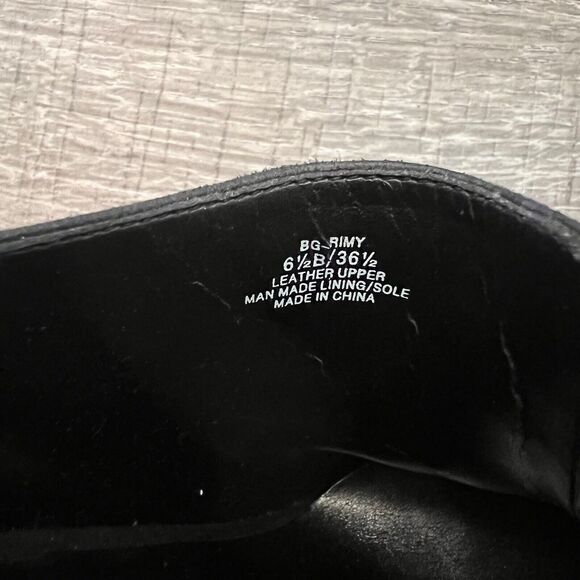 BG-RIMY
6½B/36½
LEATHER UPPER
MAN MADE LINING/SOLE
MADE IN CHINA